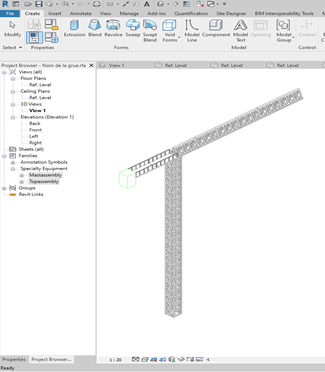 File Create Insert Annotate View Manage Add-Ins Quantification Site Designer BIM Interoperability Tools
Modify Extrusion Blend Revolve Sweep Swept Blend Void Forms Model Line Component Model Text Model Group
Select Properties Forms Model Control
Project Browser - Nom de la grue.rfa
View 1 Ref. Level Ref. Level Ref. Level
Views (all)
Floor Plans
Ref. Level
Ceiling Plans
Ref. Level
3D Views
View 1
Elevations (Elevation 1)
Back
Front
Left
Right
Sheets (all)
Families
Annotation Symbols
Specialty Equipment
Mastassembly
Topassembly
Groups
Revit Links
Properties Project Browser...
1 : 20
Ready